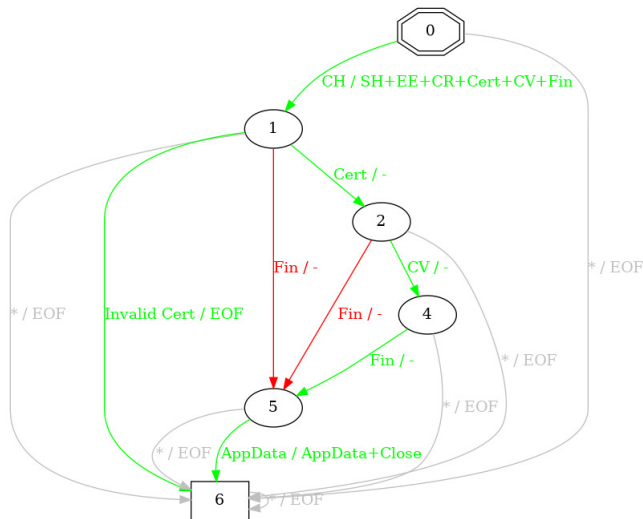 0
CH / SH+EE+CR+Cert+CV+Fin
1
Cert / -
2
Fin / -
* / EOF
CV / -
* / EOF
Invalid Cert / EOF
Fin / -
4
Fin / -
* / EOF
5
* / EOF
* / EOF
AppData / AppData+Close
6
* / EOF